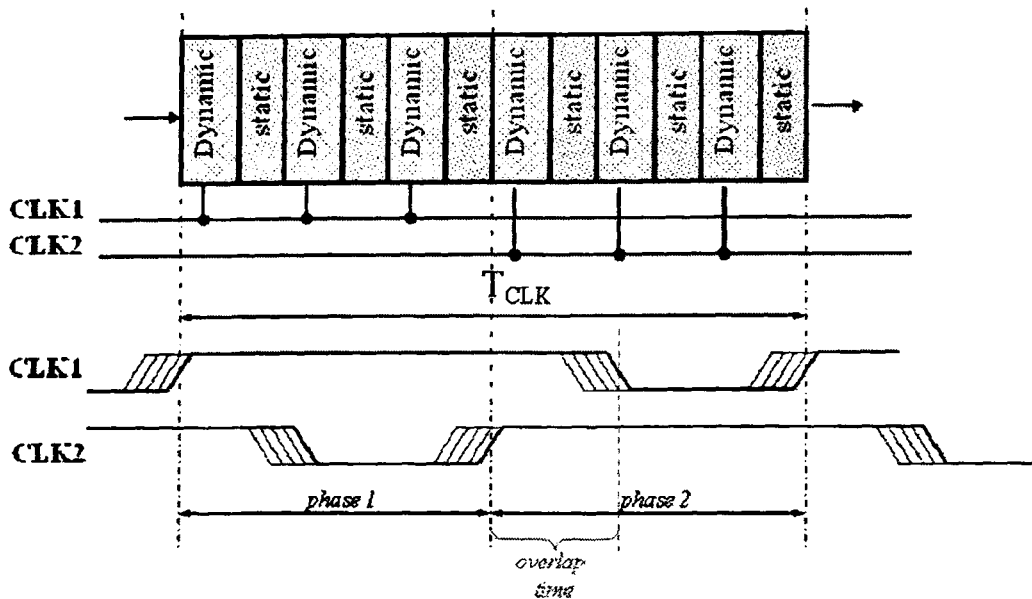 Dynamic static Dynamic static Dynamic static Dynamic static Dynamic static Dynamic static
CLK1
CLK2
T CLK
CLK1
CLK2
phase 1 phase 2
overlap
time